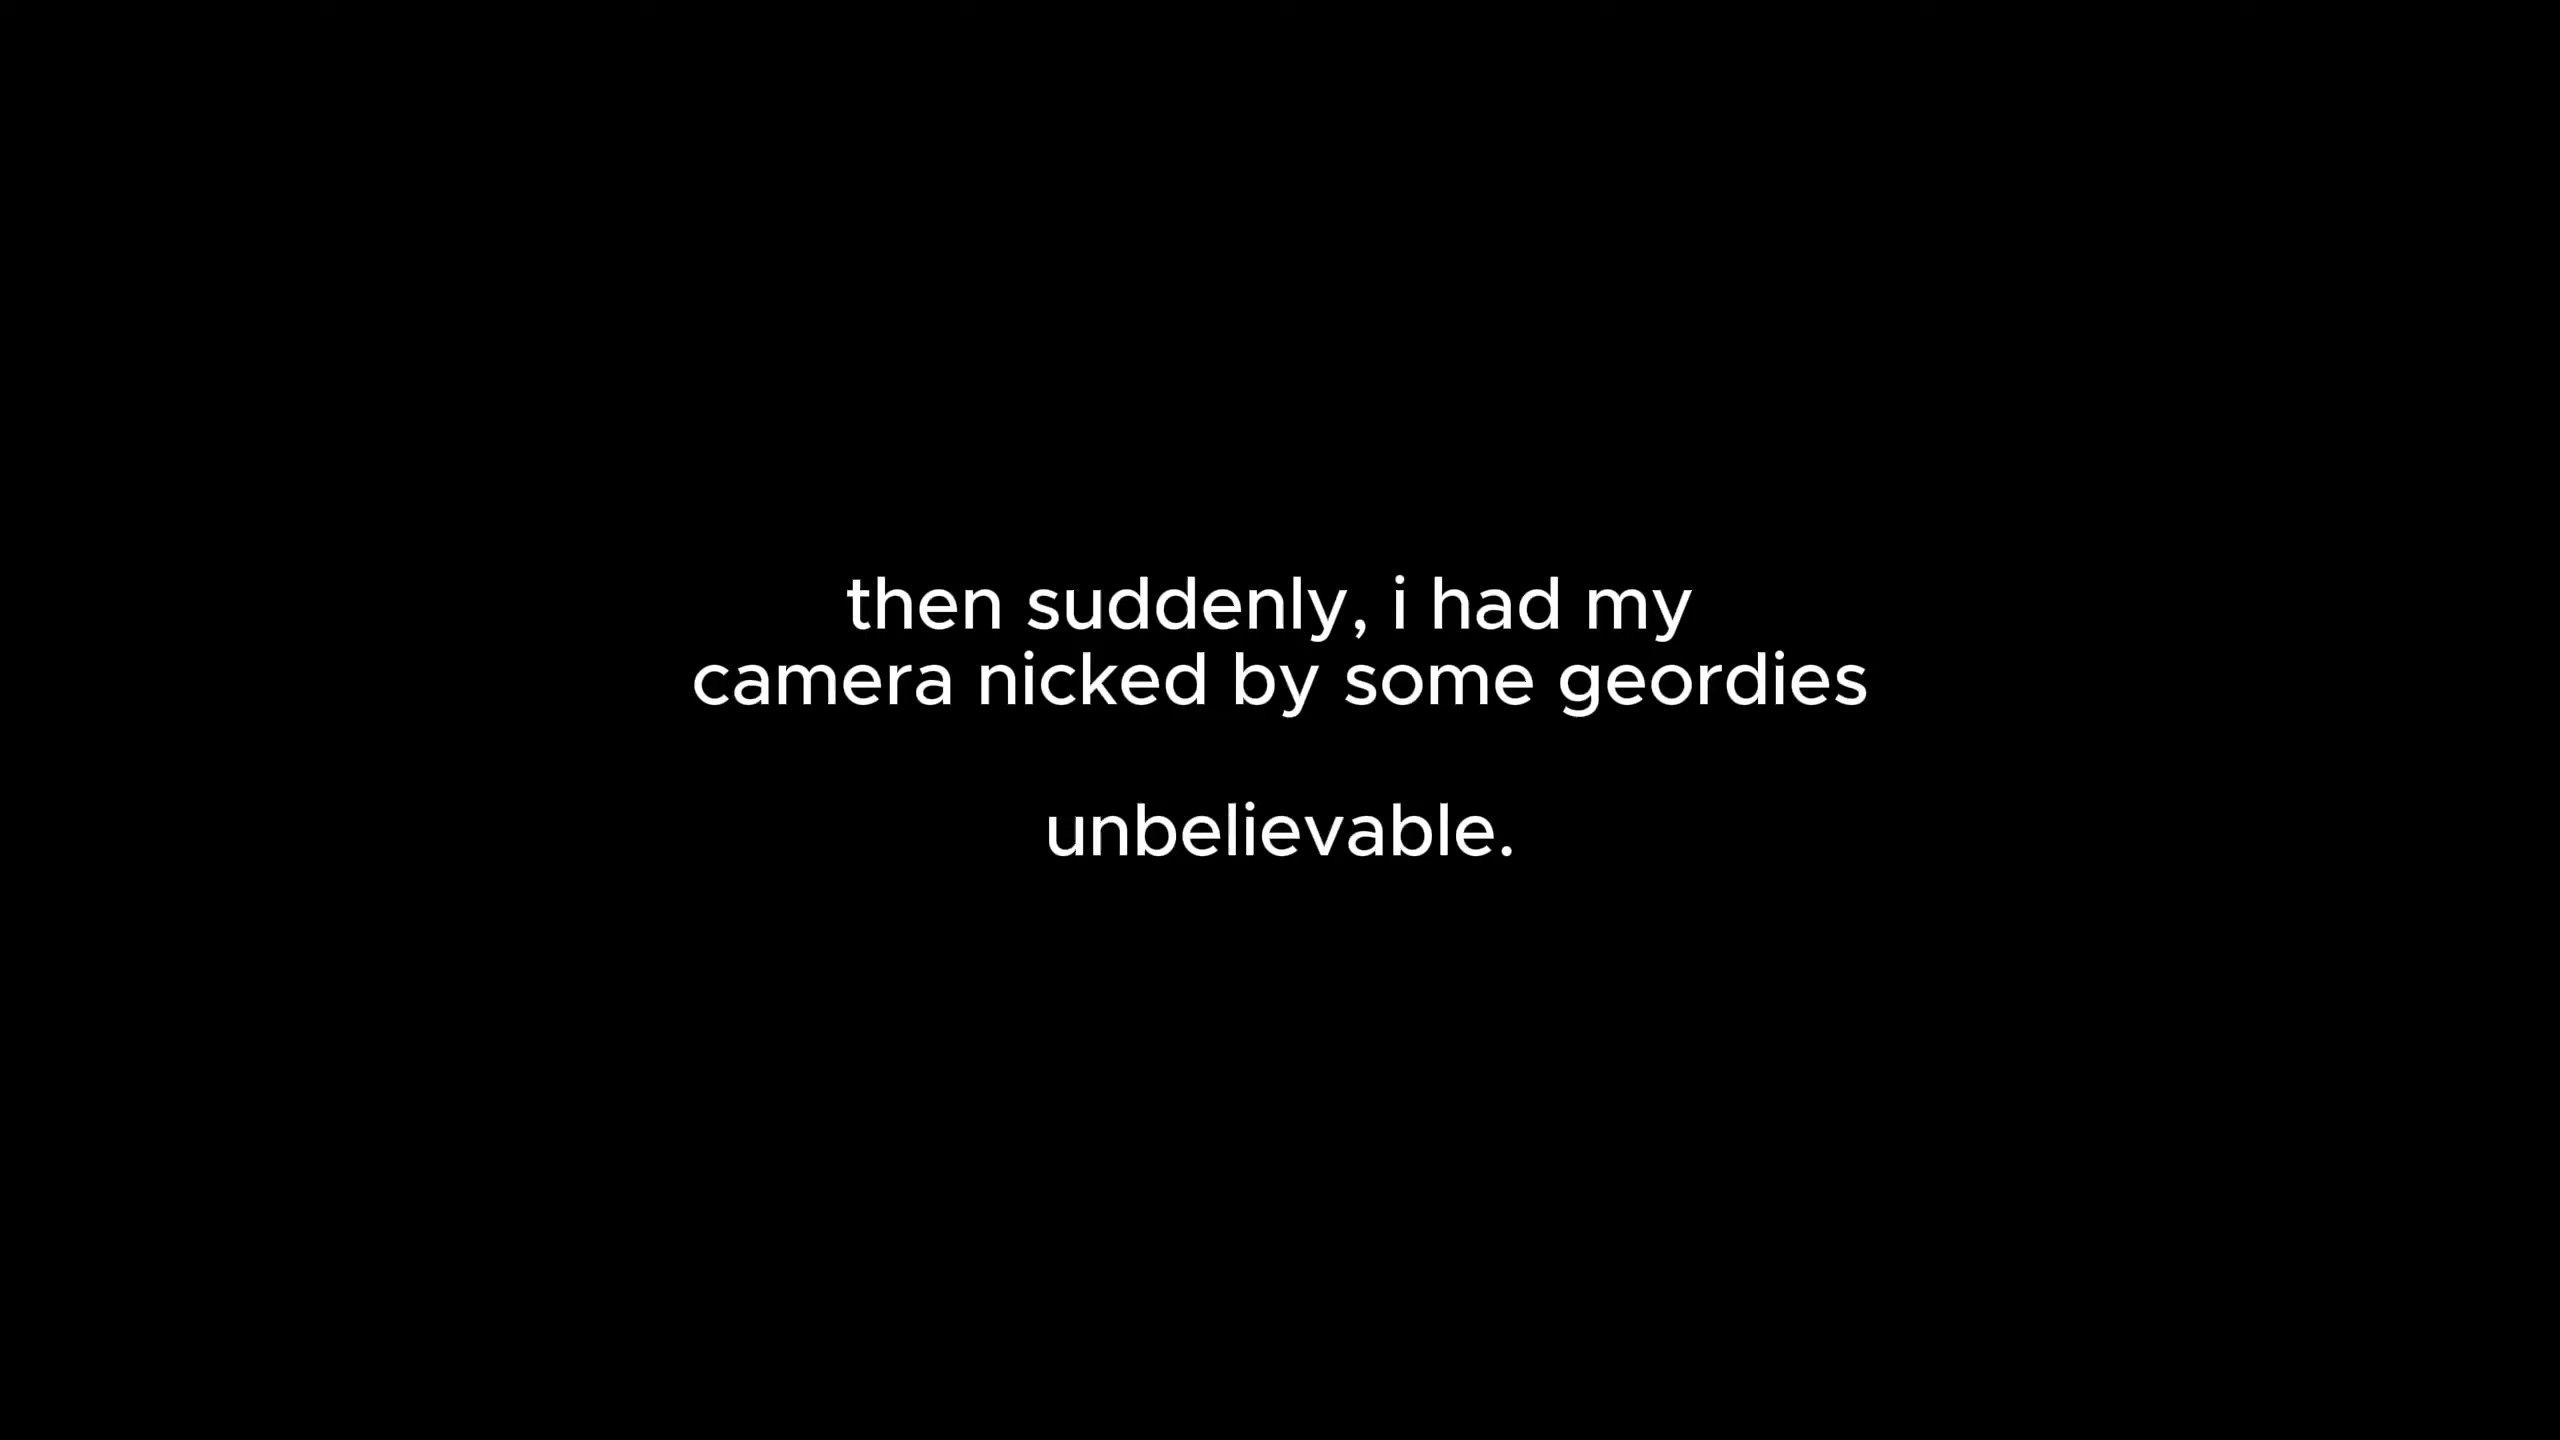 then suddenly, i had my
camera nicked by some geordies
unbelievable.